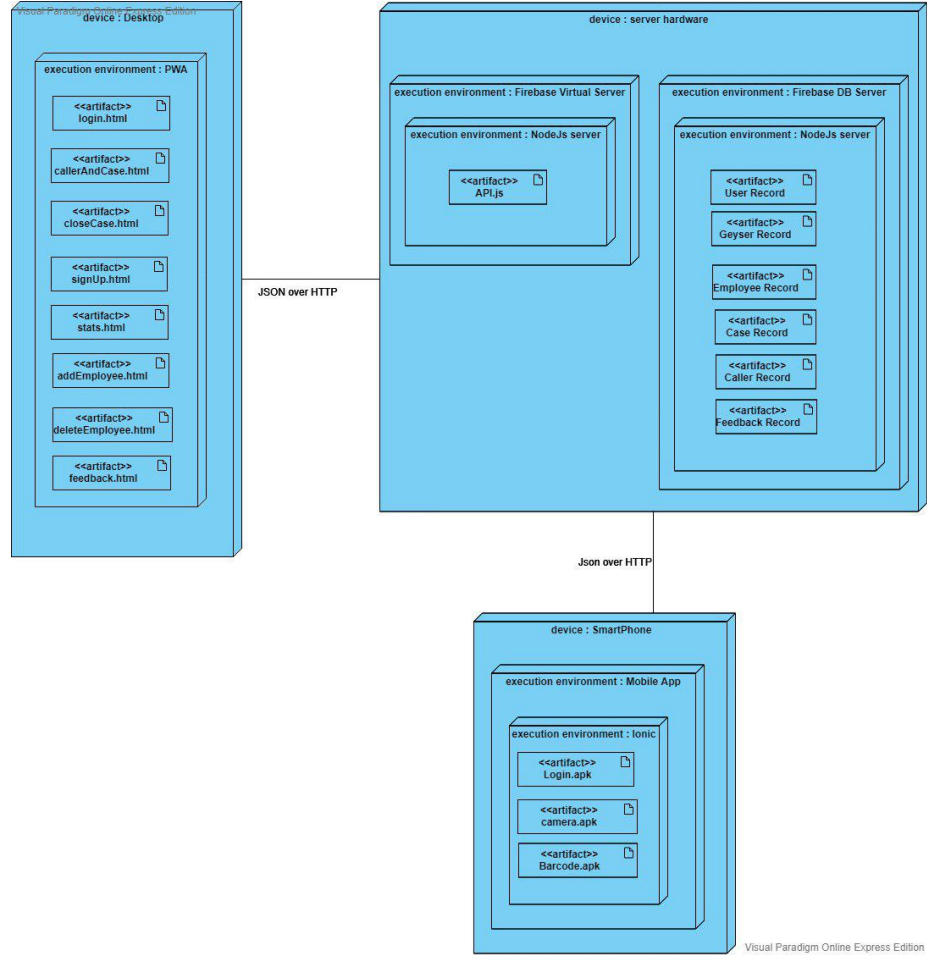 Visual Paradigm Online Express Edition
device : Desktop
execution environment : PWA
<<artifact>>
login.html
<<artifact>>
callerAndCase.html
<<artifact>>
closeCase.html
<<artifact>>
signUp.html
<<artifact>>
stats.html
<<artifact>>
addEmployee.html
<<artifact>>
deleteEmployee.html
<<artifact>>
feedback.html
JSON over HTTP
device : server hardware
execution environment : Firebase Virtual Server
execution environment : NodeJs server
<<artifact>>
API.js
execution environment : Firebase DB Server
execution environment : NodeJs server
<<artifact>>
User Record
<<artifact>>
Geyser Record
<<artifact>>
Employee Record
<<artifact>>
Case Record
<<artifact>>
Caller Record
<<artifact>>
Feedback Record
Json over HTTP
device : SmartPhone
execution environment : Mobile App
execution environment : Ionic
<<artifact>>
Login.apk
<<artifact>>
camera.apk
<<artifact>>
Barcode.apk
Visual Paradigm Online Express Edition